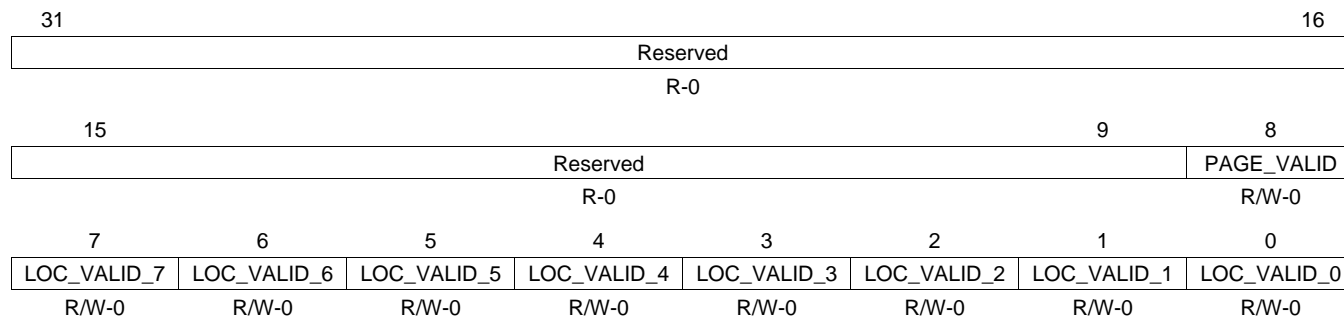 31 16
Reserved
R-0
15 9 8
Reserved PAGE_VALID
R-0 R/W-0
7 6 5 4 3 2 1 0
LOC_VALID_7 LOC_VALID_6 LOC_VALID_5 LOC_VALID_4 LOC_VALID_3 LOC_VALID_2 LOC_VALID_1 LOC_VALID_0
R/W-0 R/W-0 R/W-0 R/W-0 R/W-0 R/W-0 R/W-0 R/W-0